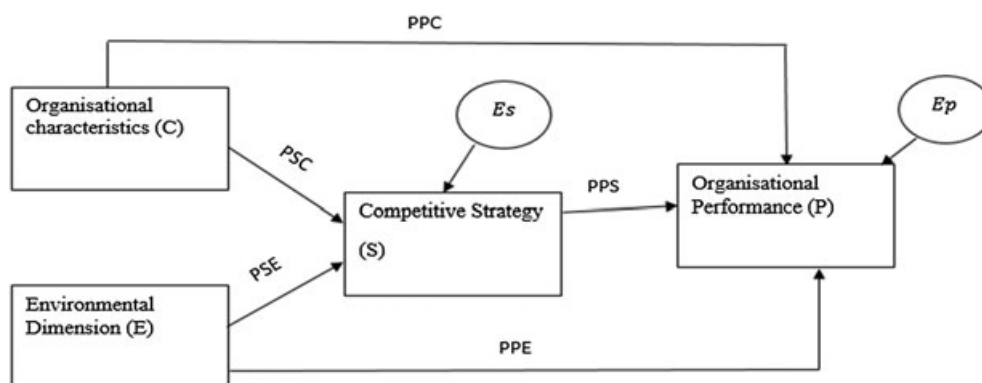 PPC
Organisational
characteristics (C)
Es
Ep
PSC
PPS
Organisational
Performance (P)
Competitive Strategy
(S)
PSE
Environmental
Dimension (E)
PPE